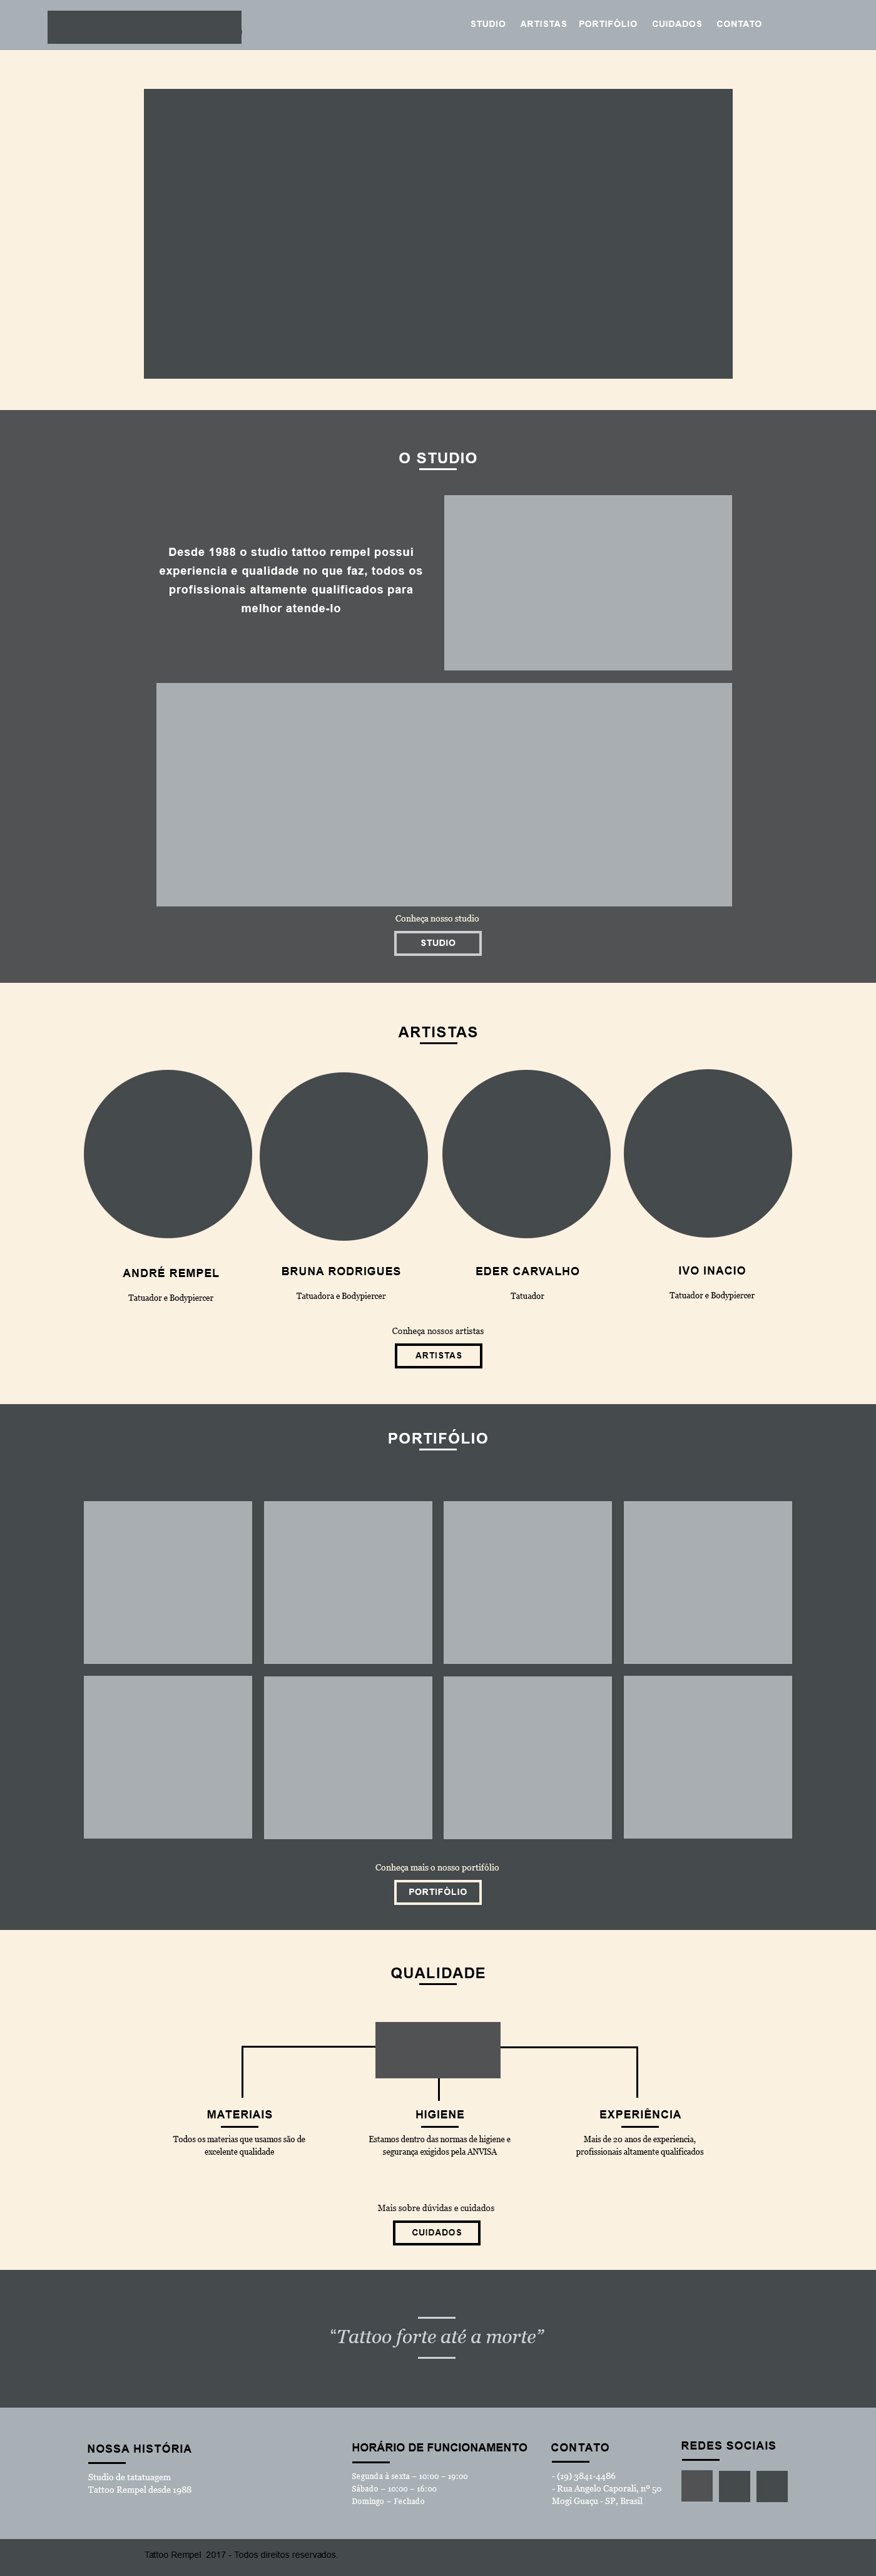 STUDIO ARTISTAS PORTIFÓLIO CUIDADOS CONTATO
O STUDIO
Desde 1988 o studio tattoo rempel possui
experiencia e qualidade no que faz, todos os
profissionais altamente qualificados para
melhor atende-lo
Conheça nosso studio
STUDIO
ARTISTAS
ANDRÉ REMPEL
Tatuador e Bodypiercer
BRUNA RODRIGUES
Tatuadora e Bodypiercer
EDER CARVALHO
Tatuador
IVO INACIO
Tatuador e Bodypiercer
Conheça nossos artistas
ARTISTAS
PORTIFÓLIO
Conheça mais o nosso portifólio
PORTIFÓLIO
QUALIDADE
MATERIAIS
Todos os materias que usamos são de
excelente qualidade
HIGIENE
Estamos dentro das normas de higiene e
segurança exigidos pela ANVISA
EXPERIÊNCIA
Mais de 20 anos de experiencia,
profissionais altamente qualificados
Mais sobre dúvidas e cuidados
CUIDADOS
“Tattoo forte até a morte”
NOSSA HISTÓRIA
Studio de tatatuagem
Tattoo Rempel desde 1988
HORÁRIO DE FUNCIONAMENTO
Segunda á sexta – 10:00 – 19:00
Sábado – 10:00 – 16:00
Domingo – Fechado
CONTATO
- (19) 3841-4486
- Rua Angelo Caporali, nº 50
Mogi Guaçu - SP, Brasil
REDES SOCIAIS
Tattoo Rempel 2017 - Todos direitos reservados.